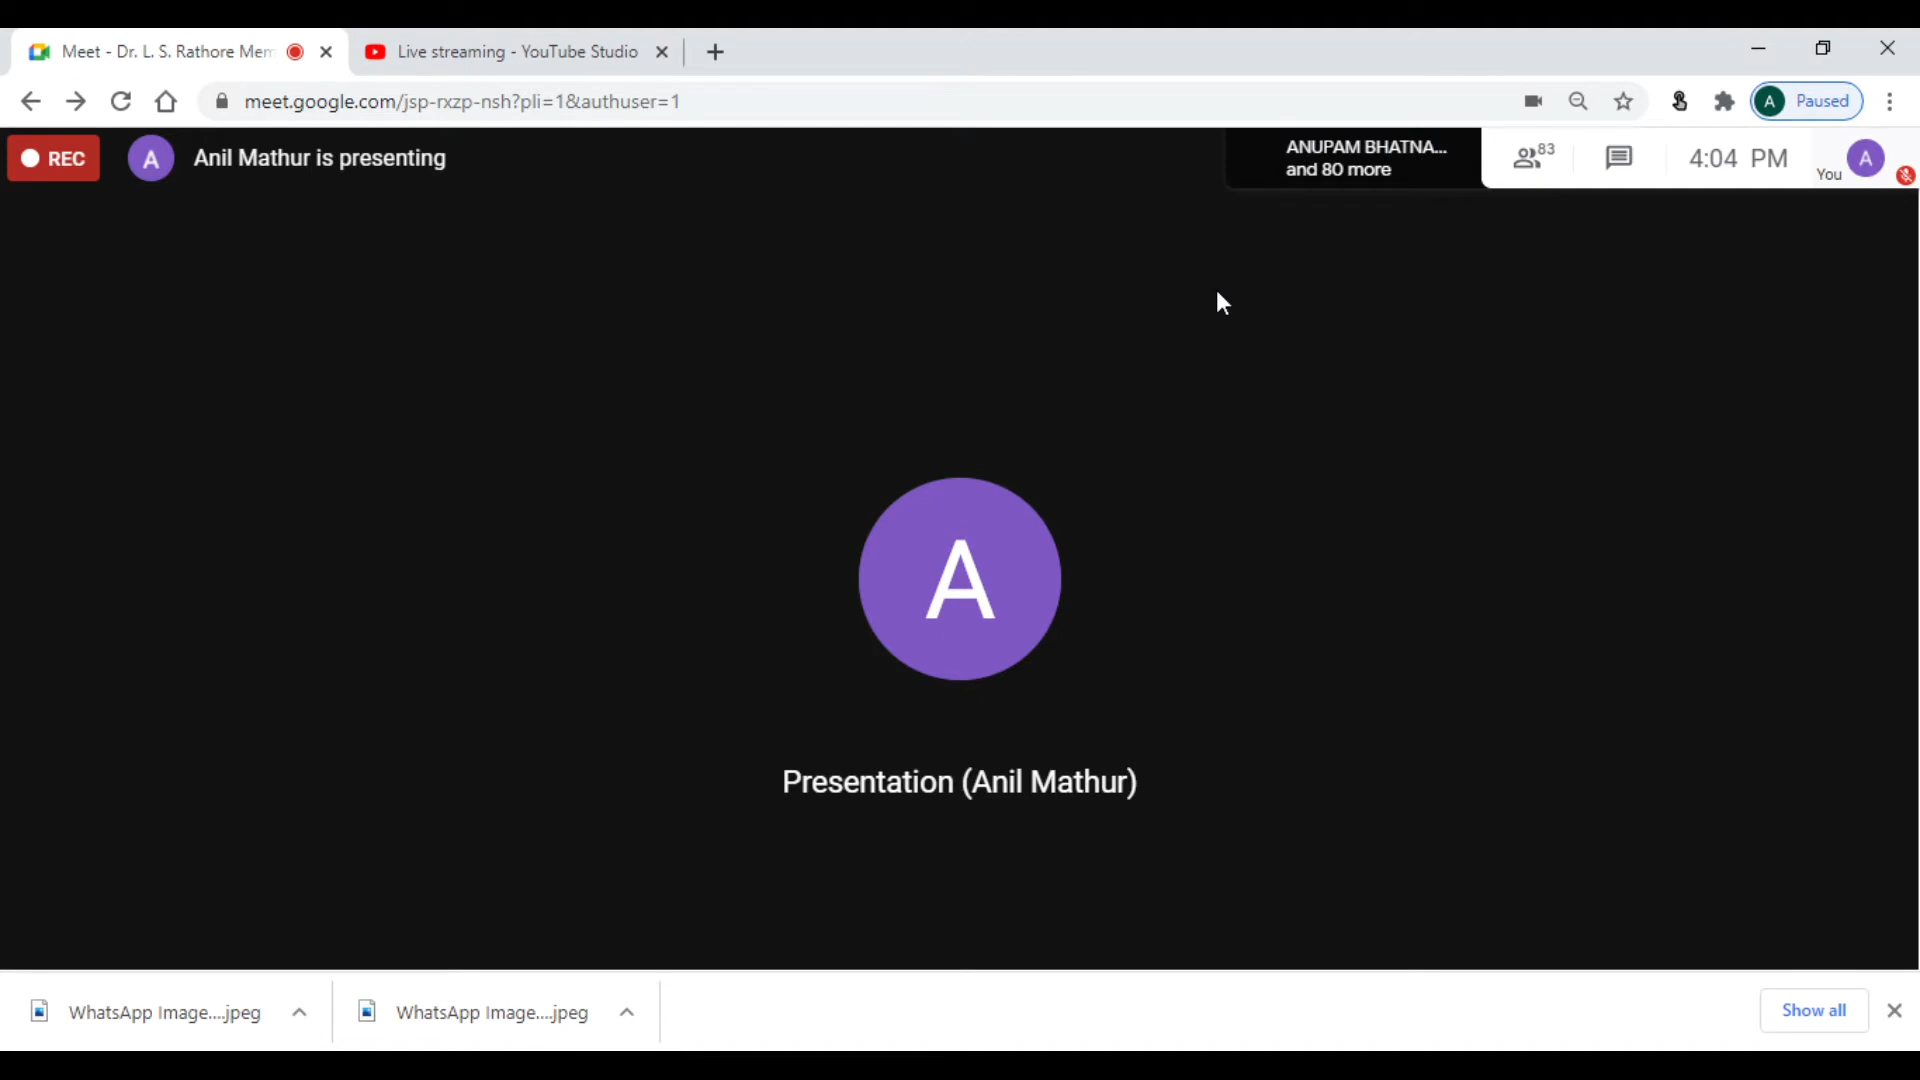 Meet - Dr. L. S. Rathore Mem
Live streaming - YouTube Studio
meet.google.com/jsp-rxzp-nsh?pli=1&authuser=1
A
Paused
REC
A
Anil Mathur is presenting
ANUPAM BHATNA...
and 80 more
83
4:04 PM
You
A
A
Presentation (Anil Mathur)
WhatsApp Image....jpeg
WhatsApp Image....jpeg
Show all